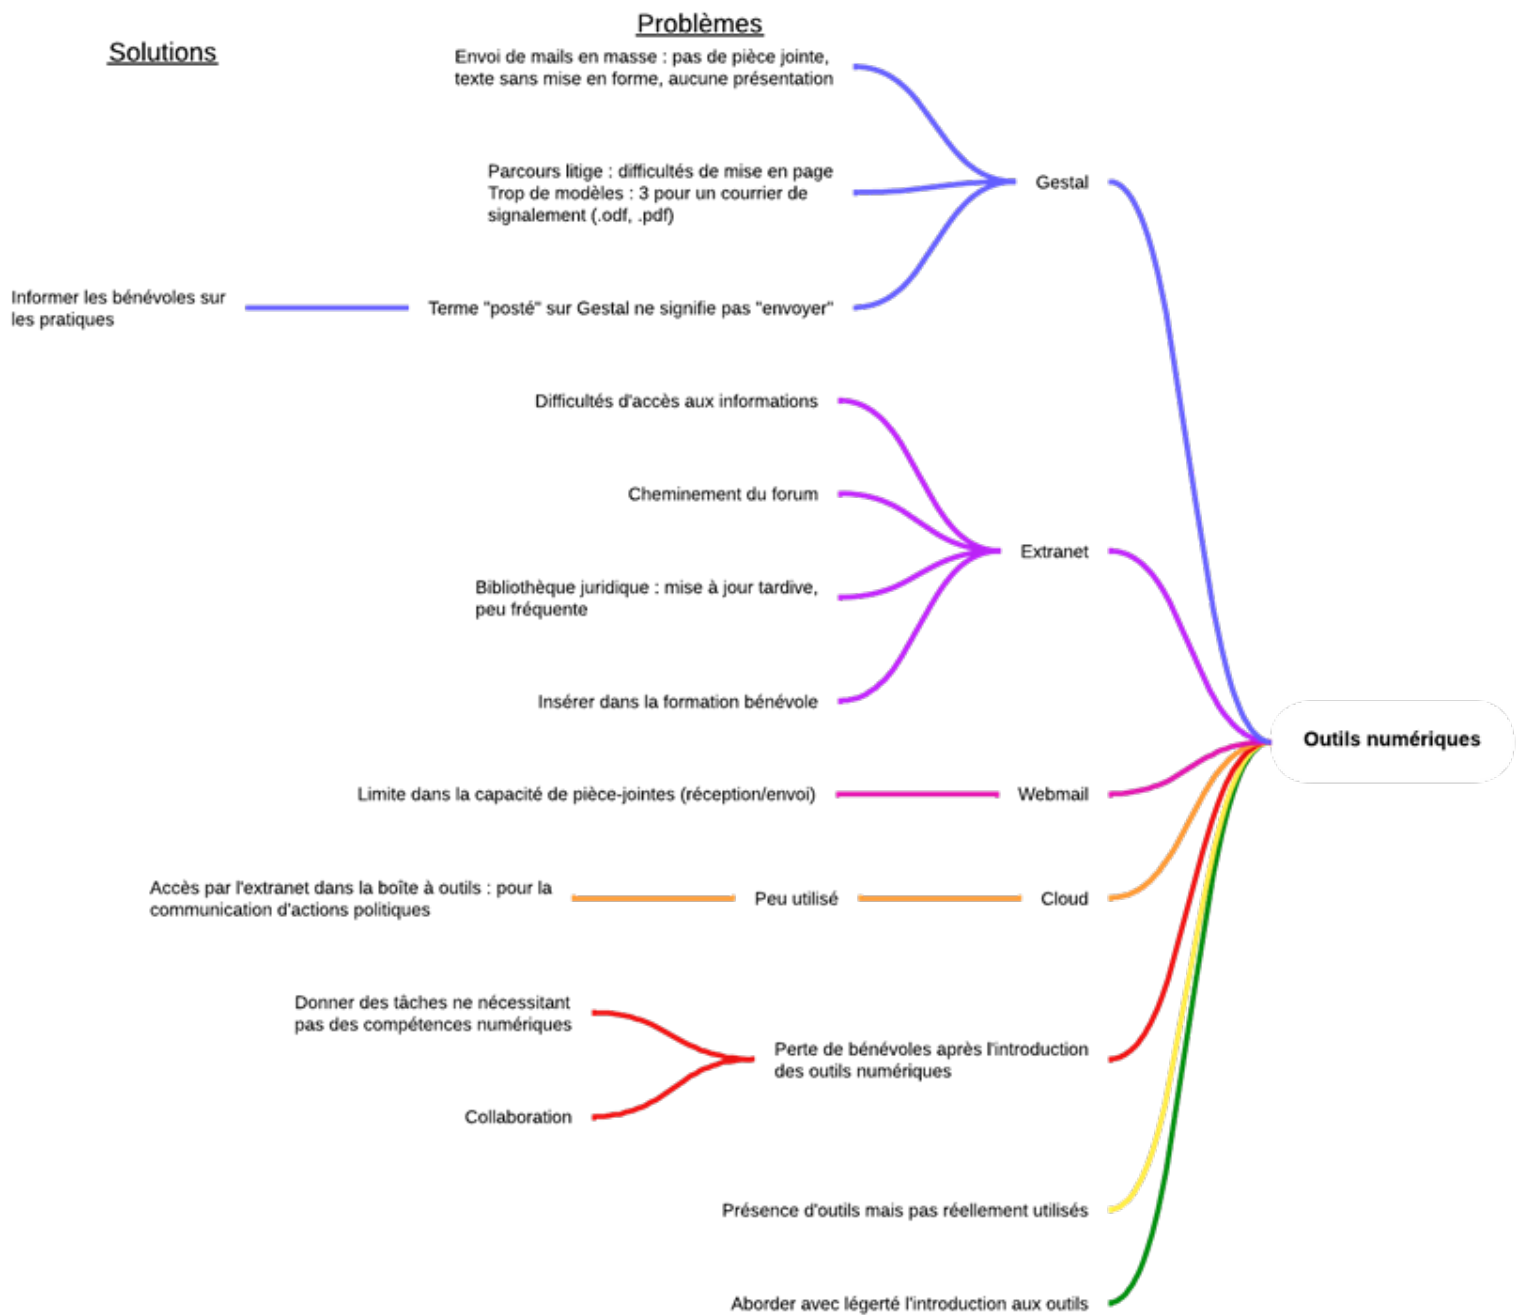 Problèmes
Solutions
Envoi de mails en masse : pas de pièce jointe,
texte sans mise en forme, aucune présentation
Parcours litige : difficultés de mise en page
Trop de modèles : 3 pour un courrier de
signalement (.odf, .pdf)
Gestal
Informer les bénévoles sur
les pratiques
Terme "posté" sur Gestal ne signifie pas "envoyer"
Difficultés d'accès aux informations
Cheminement du forum
Extranet
Bibliothèque juridique : mise à jour tardive,
peu fréquente
Insérer dans la formation bénévole
Outils numériques
Limite dans la capacité de pièce-jointes (réception/envoi)
Webmail
Accès par l'extranet dans la boîte à outils : pour la
communication d'actions politiques
Peu utilisé
Cloud
Donner des tâches ne nécessitant
pas des compétences numériques
Perte de bénévoles après l'introduction
des outils numériques
Collaboration
Présence d'outils mais pas réellement utilisés
Aborder avec légerté l'introduction aux outils